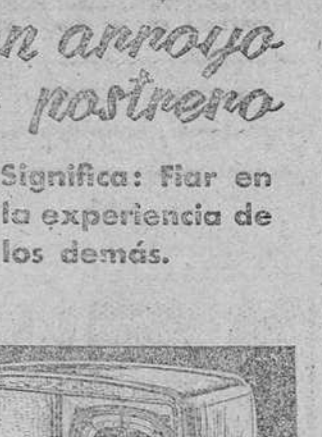 n arroyo
postrero
Significa: Fiar en
la experiencia de
los demás.